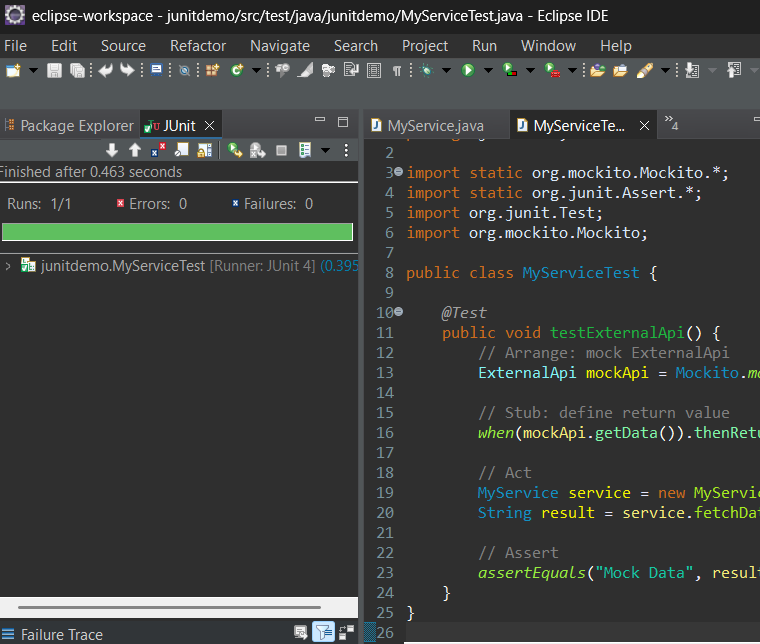 eclipse-workspace - junitdemo/src/test/java/junitdemo/MyServiceTest.java - Eclipse IDE
File Edit Source Refactor Navigate Search Project Run Window Help
Package Explorer JUnit
Finished after 0.463 seconds
Runs: 1/1 Errors: 0 Failures: 0
junitdemo.MyServiceTest [Runner: JUnit 4] (0.395
Failure Trace
MyService.java MyServiceTe... 4
2
3 import static org.mockito.Mockito.*;
4 import static org.junit.Assert.*;
5 import org.junit.Test;
6 import org.mockito.Mockito;
7
8 public class MyServiceTest {
9
10 @Test
11 public void testExternalApi() {
12 // Arrange: mock ExternalApi
13 ExternalApi mockApi = Mockito.mo
14
15 // Stub: define return value
16 when(mockApi.getData()).thenRetu
17
18 // Act
19 MyService service = new MyServic
20 String result = service.fetchDat
21
22 // Assert
23 assertEquals("Mock Data", result
24 }
25 }
26